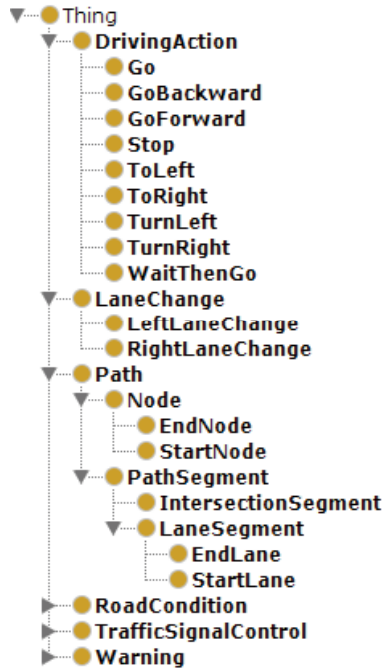 Thing
DrivingAction
Go
GoBackward
GoForward
Stop
ToLeft
ToRight
TurnLeft
TurnRight
WaitThenGo
LaneChange
LeftLaneChange
RightLaneChange
Path
Node
EndNode
StartNode
PathSegment
IntersectionSegment
LaneSegment
EndLane
StartLane
RoadCondition
TrafficSignalControl
Warning